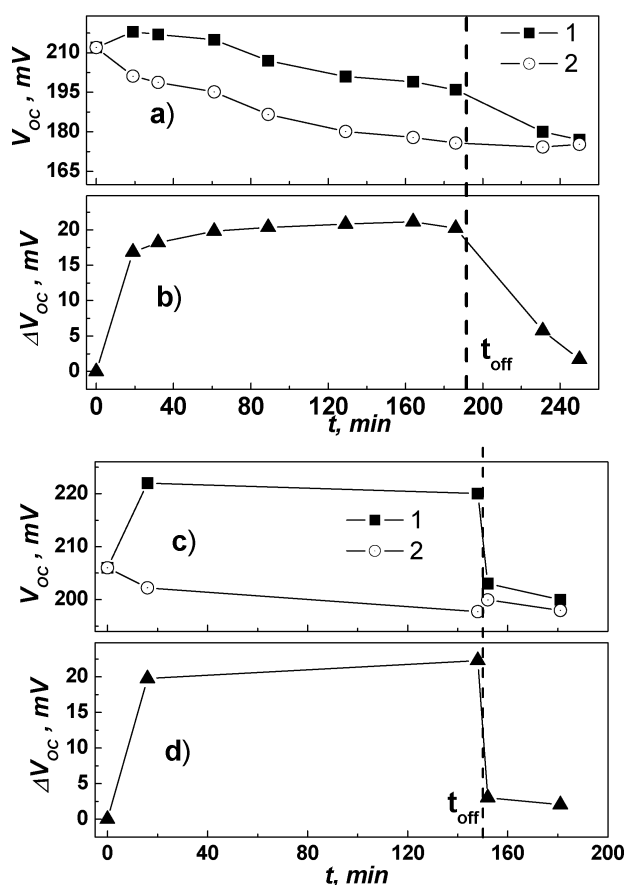 210
195
180
165
V_OC , mV
1
2
a)
20
15
10
5
0
ΔV_OC , mV
b)
t_off
0 40 80 120 160 200 240
t, min
220
210
200
V_OC , mV
1
2
c)
20
15
10
5
0
ΔV_OC , mV
d)
t_off
0 40 80 120 160 200
t, min